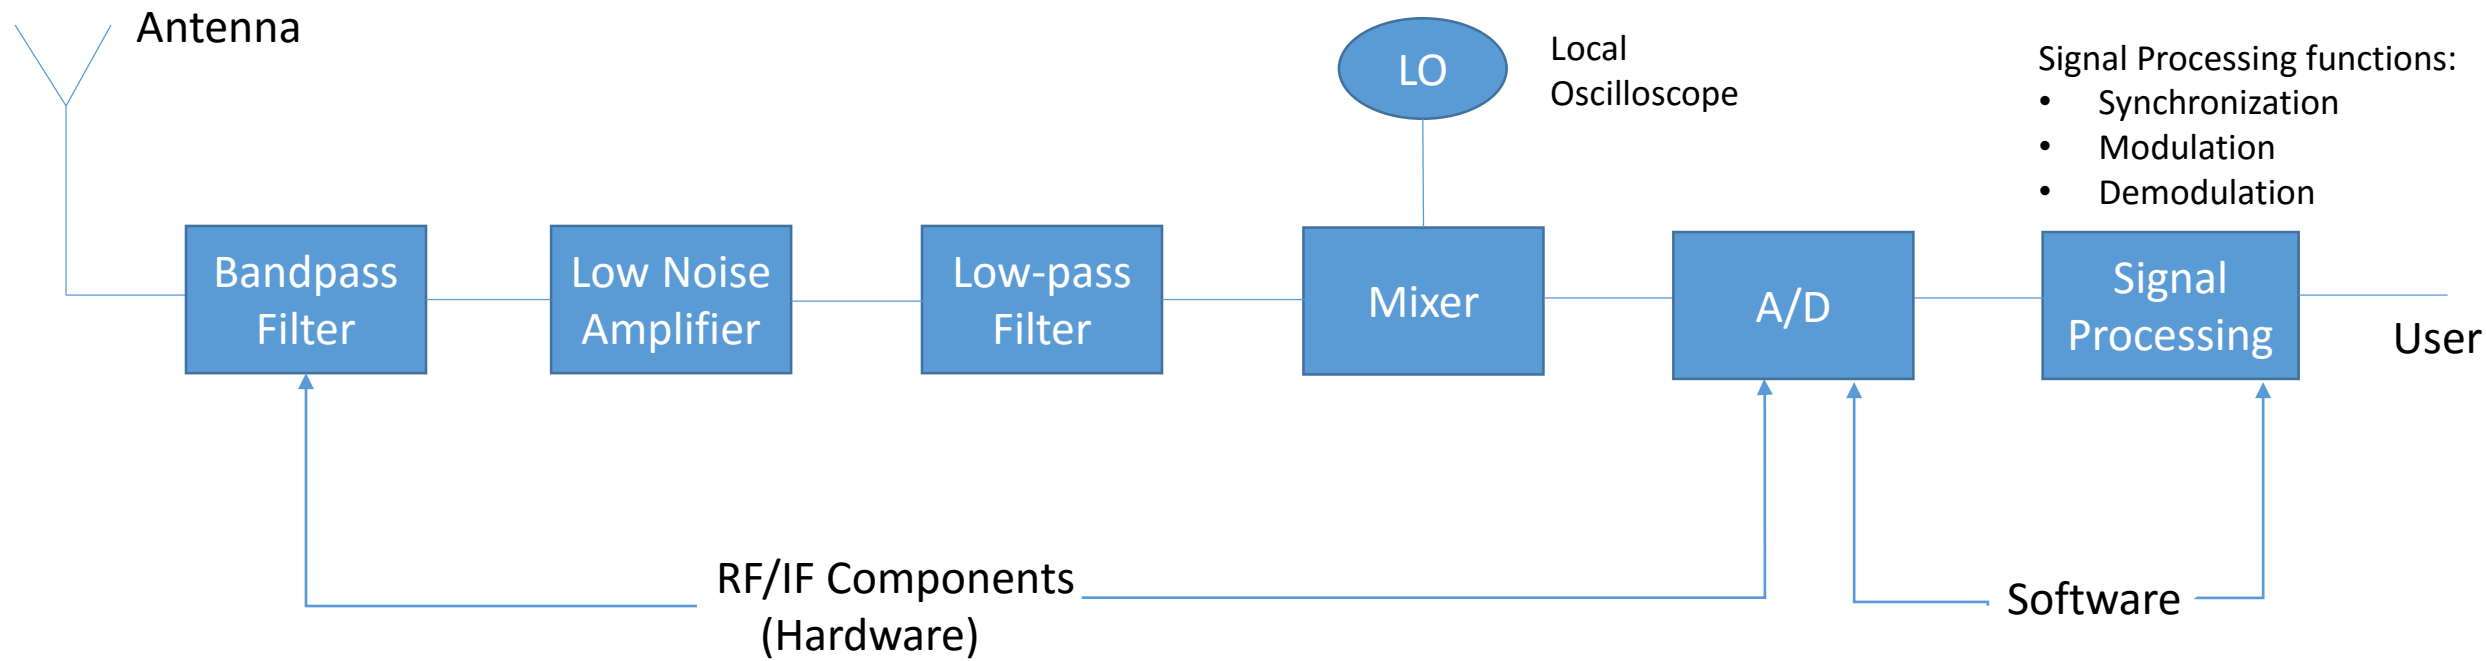 Antenna
LO
Local
Oscilloscope
Signal Processing functions:
• Synchronization
• Modulation
• Demodulation
Bandpass
Filter
Low Noise
Amplifier
Low-pass
Filter
Mixer
A/D
Signal
Processing
User
RF/IF Components
(Hardware)
Software